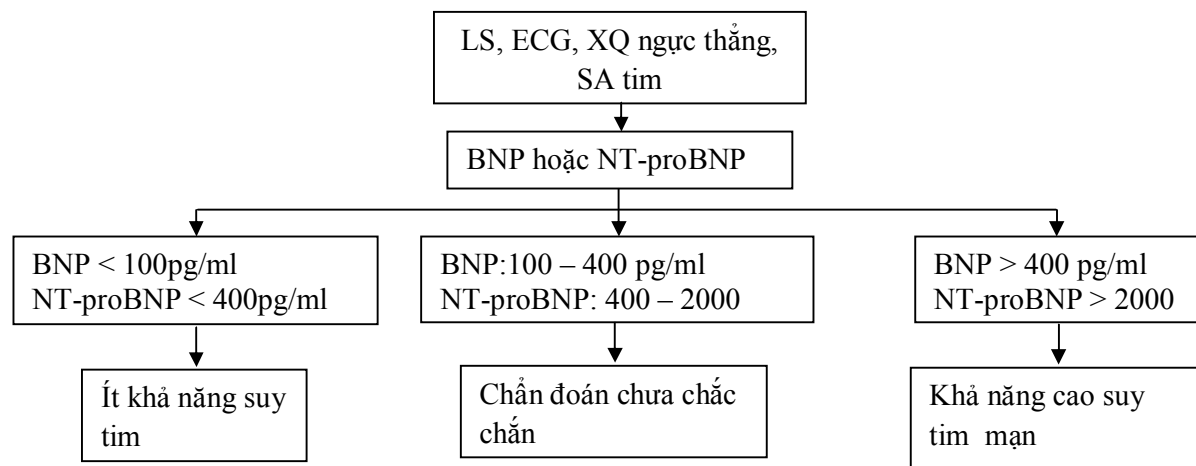 LS, ECG, XQ ngực thẳng,
SA tim
BNP hoặc NT-proBNP
BNP < 100pg/ml
NT-proBNP < 400pg/ml
BNP:100 – 400 pg/ml
NT-proBNP: 400 – 2000
BNP > 400 pg/ml
NT-proBNP > 2000
Ít khả năng suy
tim
Chẩn đoán chưa chắc
chắn
Khả năng cao suy
tim mạn